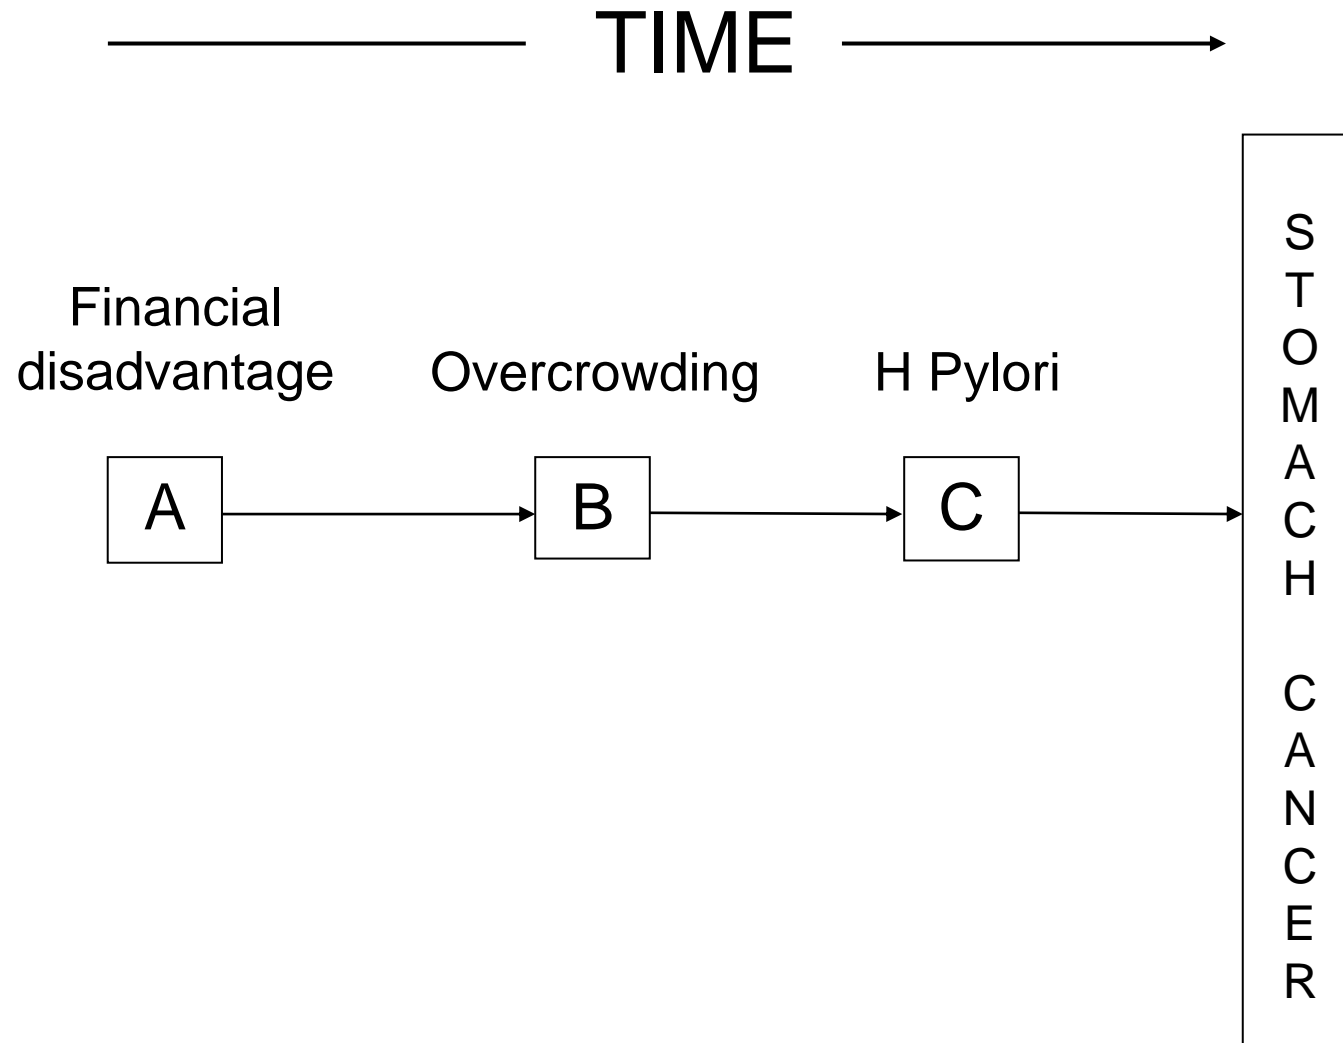 TIME
Financial
disadvantage
Overcrowding
H Pylori
A
B
C
S
T
O
M
A
C
H
C
A
N
C
E
R